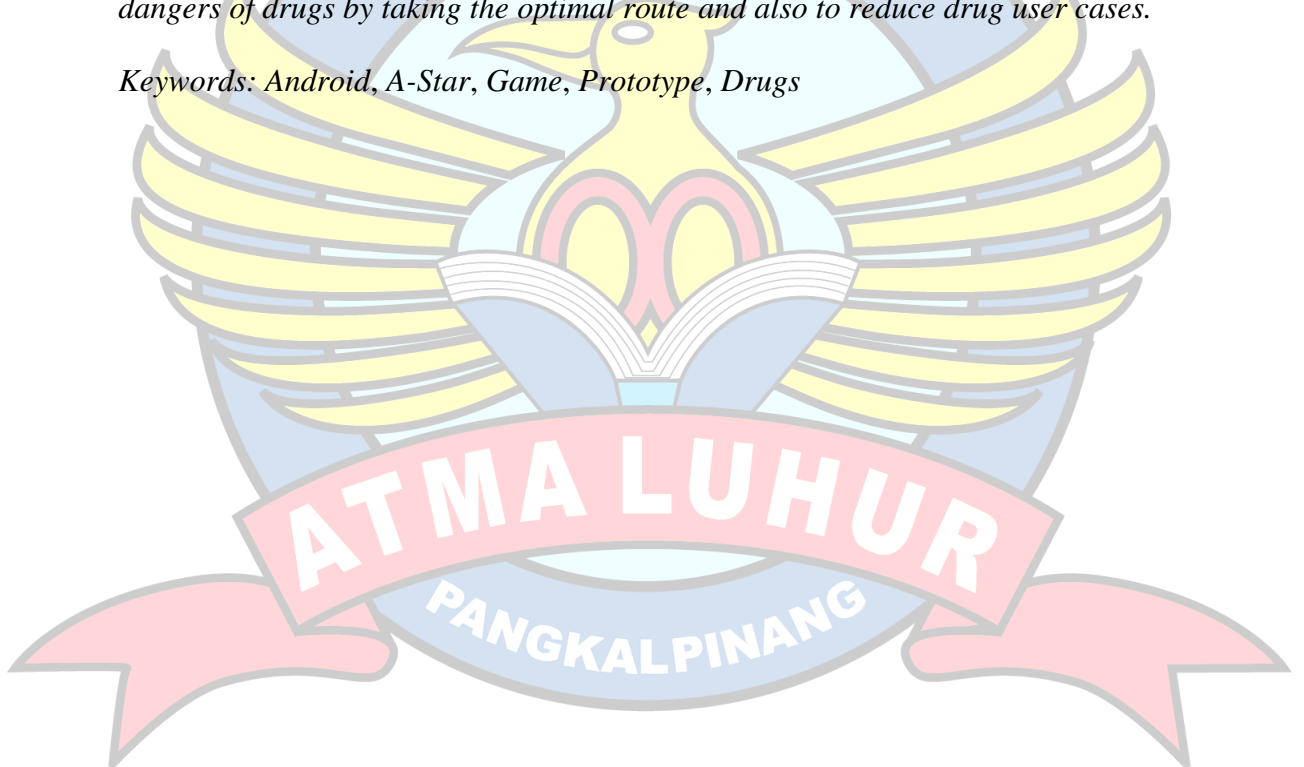 dangers of drugs by taking the optimal route and also to reduce drug user cases.
Keywords: Android, A-Star, Game, Prototype, Drugs
ATMA LUHUR
PANGKALPINANG